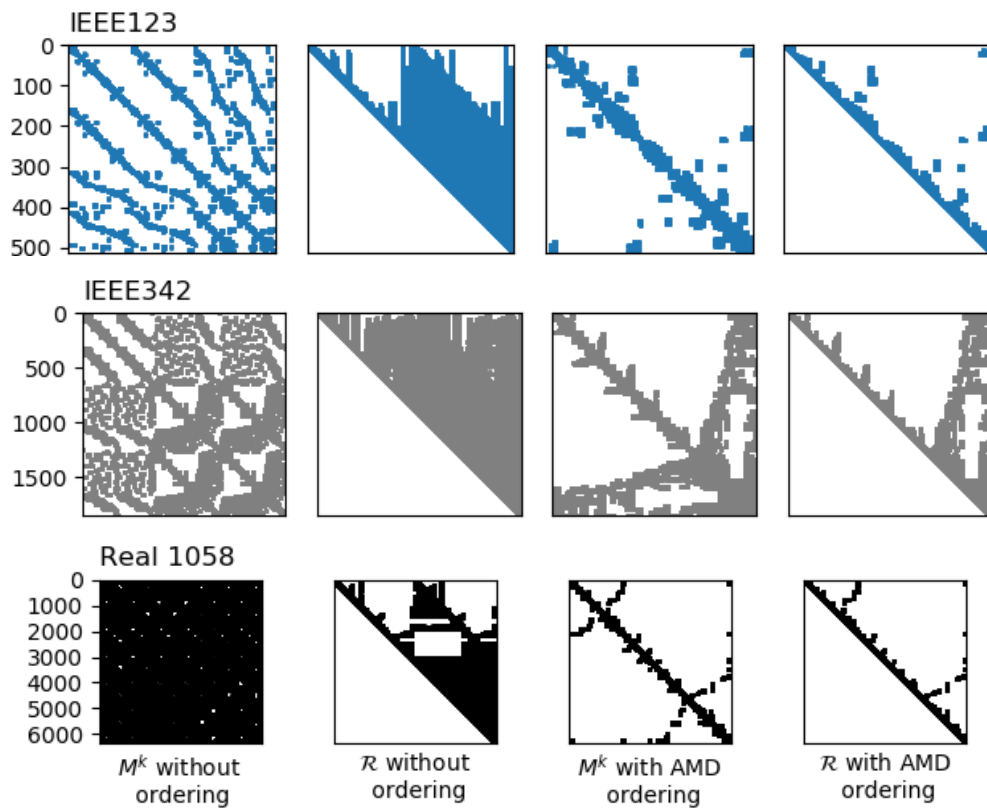 IEEE123
0
100
200
300
400
500
IEEE342
0
500
1000
1500
Real 1058
0
1000
2000
3000
4000
5000
6000
M^k without ordering
ℛ without ordering
M^k with AMD ordering
ℛ with AMD ordering